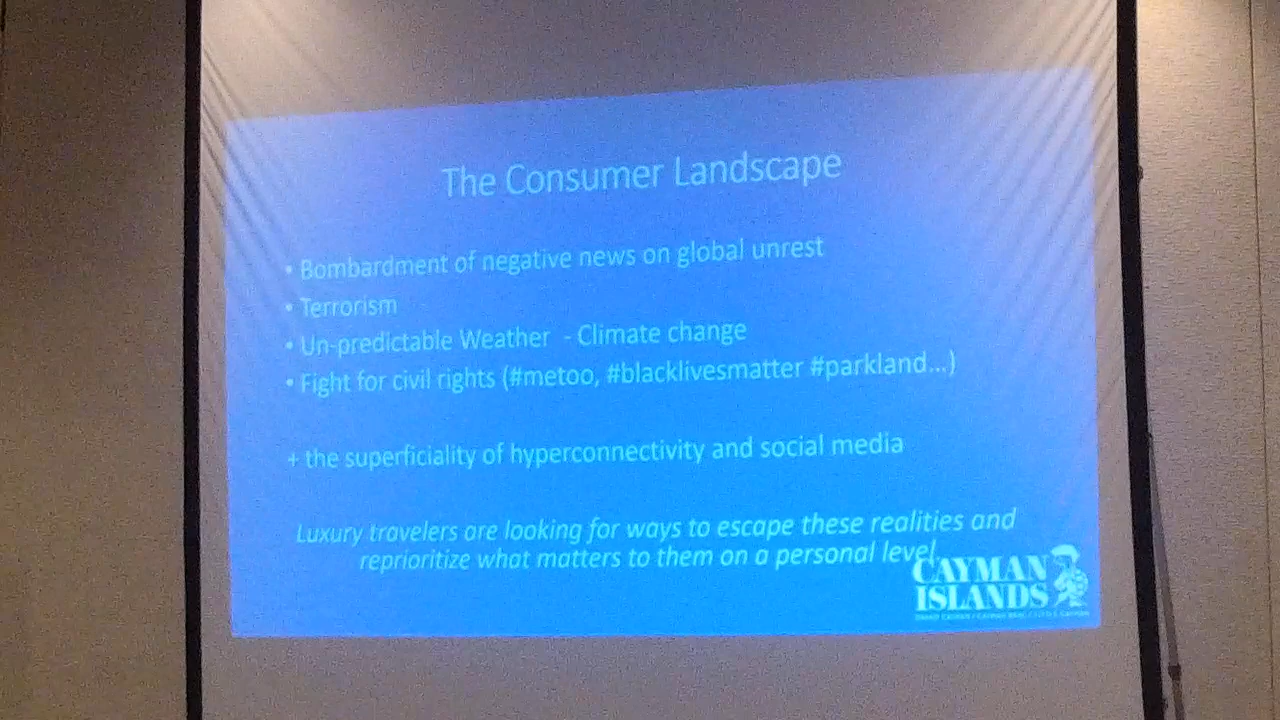 The Consumer Landscape
• Bombardment of negative news on global unrest
• Terrorism
• Un-predictable Weather - Climate change
• Fight for civil rights (#metoo, #blacklivesmatter #parkland...)
+ the superficiality of hyperconnectivity and social media
Luxury travelers are looking for ways to escape these realities and
reprioritize what matters to them on a personal level
CAYMAN
ISLANDS